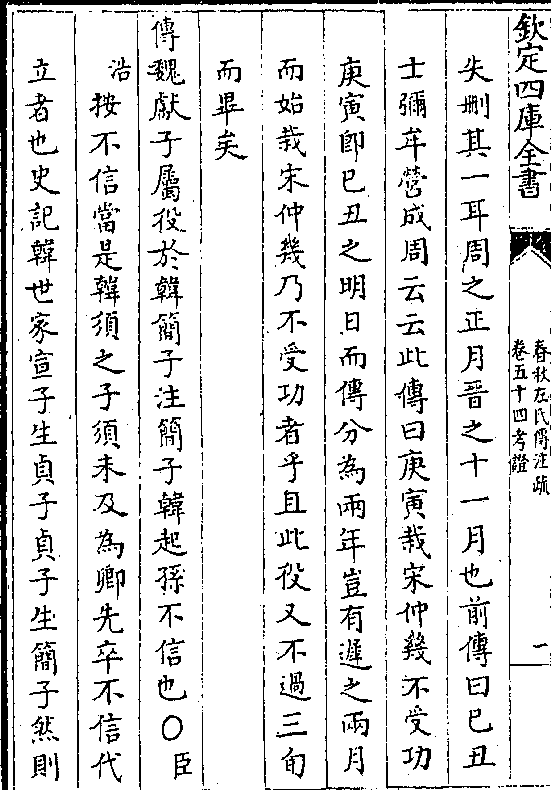 欽定四庫全書
春秋左氏傳注疏
卷五十四考證
一
失刪其一耳周之正月晉之十一月也前傳曰巳丑
士彌牟營成周云云此傳曰庚寅栽宋仲幾不受功
庚寅卽巳丑之明日而傳分為兩年豈有遲之兩月
而始栽宋仲幾乃不受功者乎且此役又不過三旬
而畢矣
傳魏獻子屬役於韓簡子注簡子韓起孫不信也○臣
浩按不信當是韓須之子須未及為卿先卒不信代
立者也史記韓世家宣子生貞子貞子生簡子然則